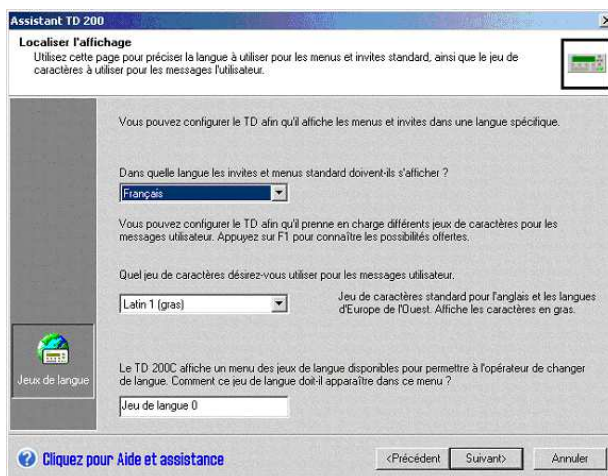 Assistant TD 200
Localiser l'affichage
Utilisez cette page pour préciser la langue à utiliser pour les menus et invites standard, ainsi que le jeu de
caractères à utiliser pour les messages l'utilisateur.
Vous pouvez configurer le TD afin qu'il affiche les menus et invites dans une langue spécifique.
Dans quelle langue les invites et menus standard doivent-ils s'afficher ?
Français
Vous pouvez configurer le TD afin qu'il prenne en charge différents jeux de caractères pour les
messages utilisateur. Appuyez sur F1 pour connaître les possibilités offertes.
Quel jeu de caractères désirez-vous utiliser pour les messages utilisateur.
Latin 1 (gras)
Jeu de caractères standard pour l'anglais et les langues
d'Europe de l'Ouest. Affiche les caractères en gras.
Jeux de langue
Le TD 200C affiche un menu des jeux de langue disponibles pour permettre à l'opérateur de changer
de langue. Comment ce jeu de langue doit-il apparaître dans ce menu ?
Jeu de langue 0
Cliquez pour Aide et assistance
<Précédent
Suivant>
Annuler